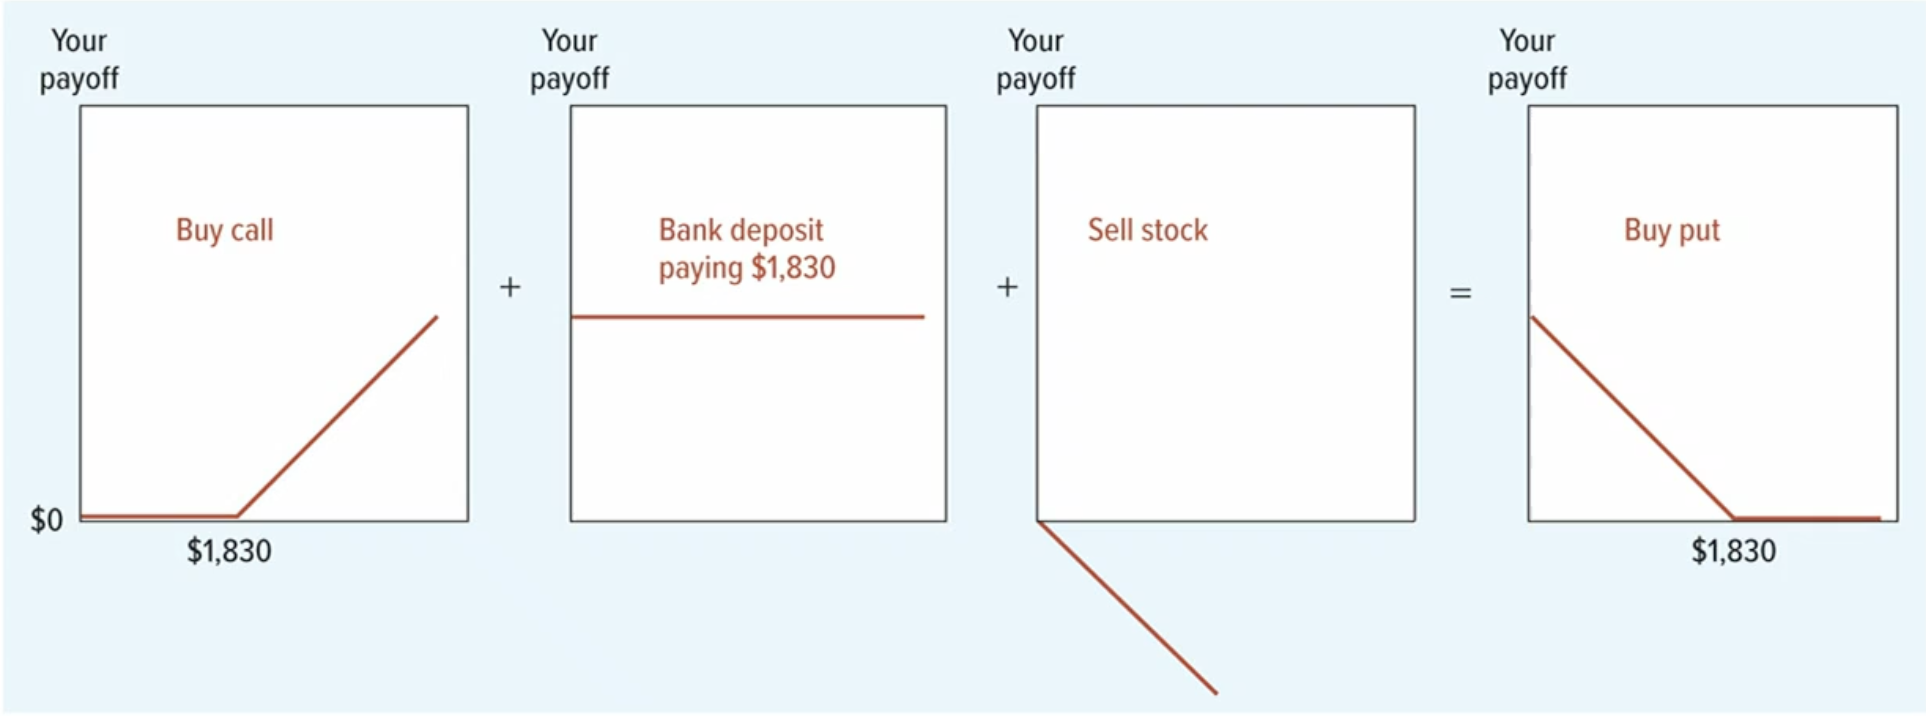 Your
payoff
Your
payoff
Your
payoff
Your
payoff
Buy call
Bank deposit
paying $1,830
Sell stock
Buy put
+
+
=
$0
$1,830
$1,830